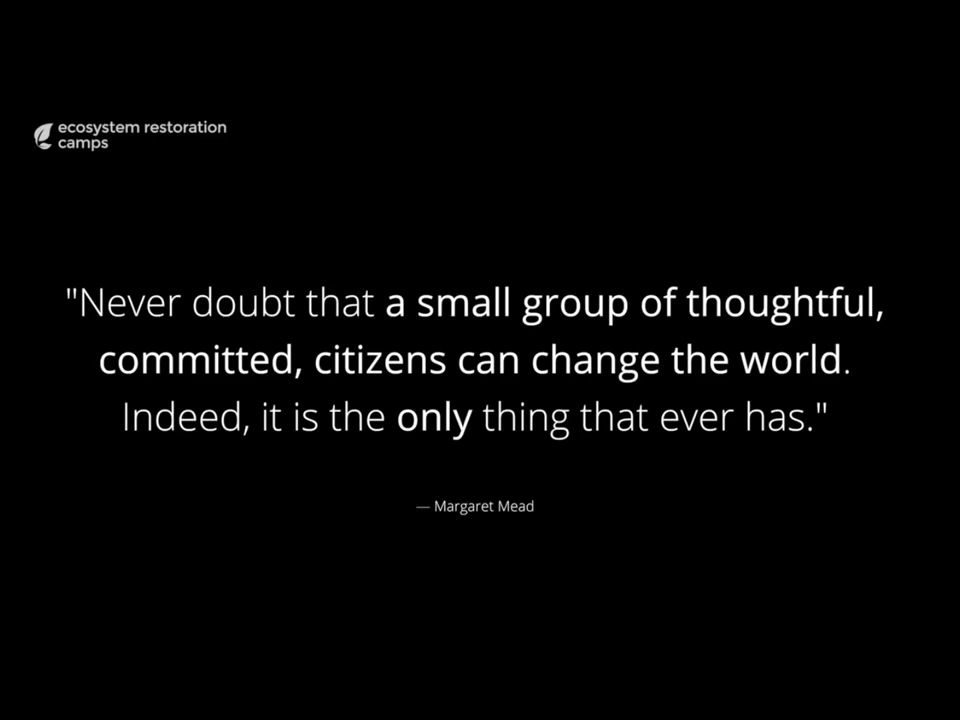 ecosystem restoration
camps
"Never doubt that a small group of thoughtful,
committed, citizens can change the world.
Indeed, it is the only thing that ever has."
— Margaret Mead